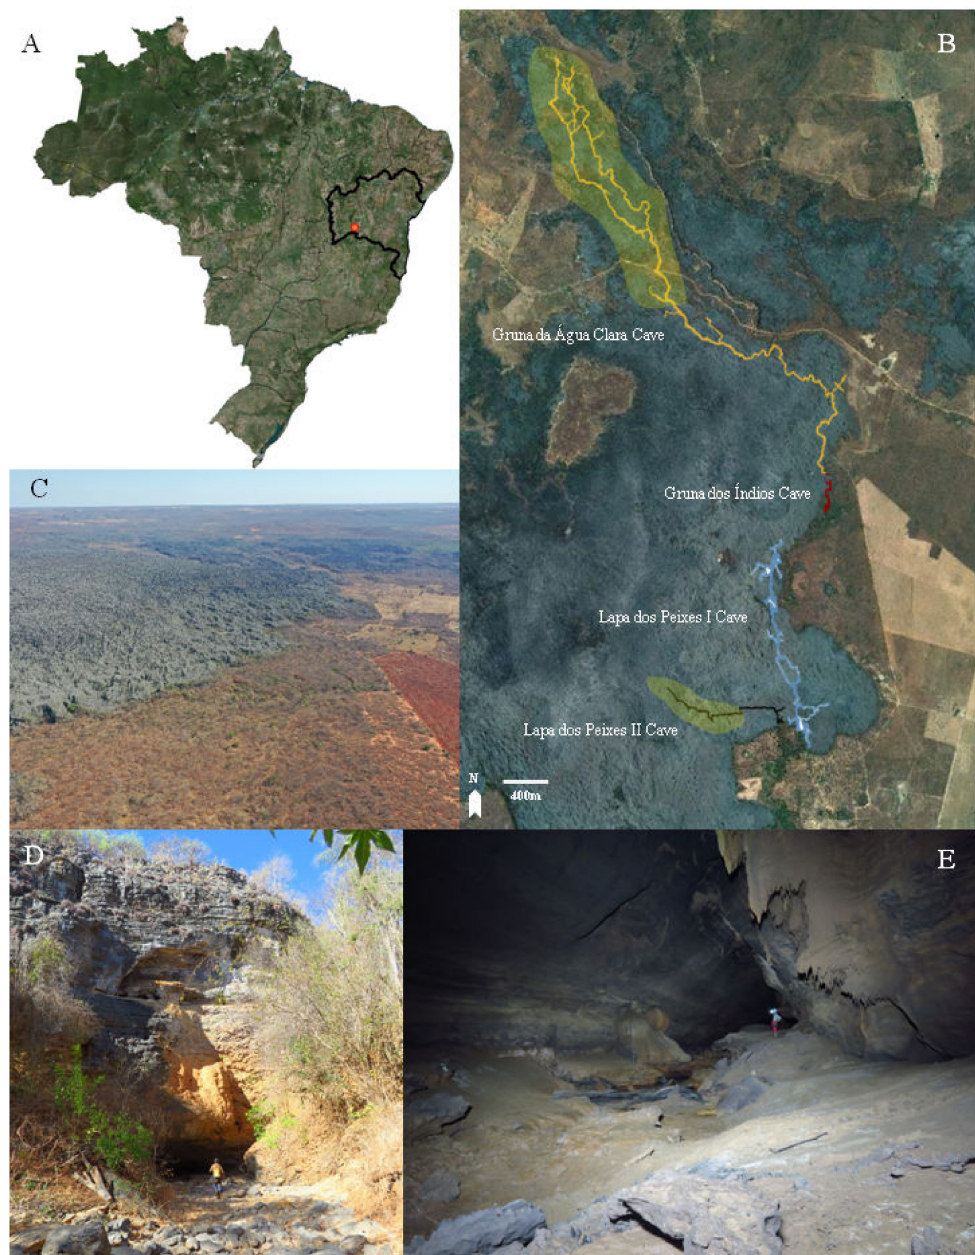 A
B
Gruna da Água Clara Cave
C
Gruna dos Índios Cave
Lapa dos Peixes I Cave
Lapa dos Peixes II Cave
N
400m
D
E